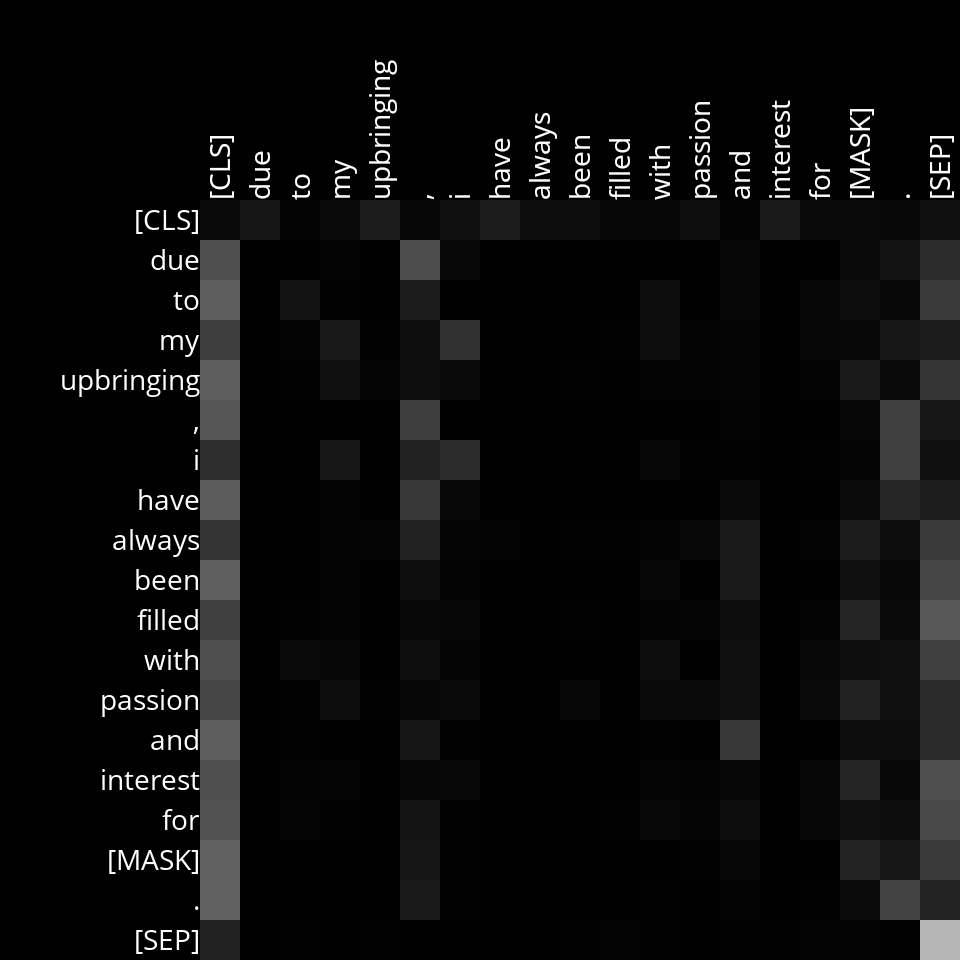 [CLS] due to my upbringing , i have always been filled with passion and interest for [MASK] . [SEP]
[CLS]
due
to
my
upbringing
,
i
have
always
been
filled
with
passion
and
interest
for
[MASK]
.
[SEP]